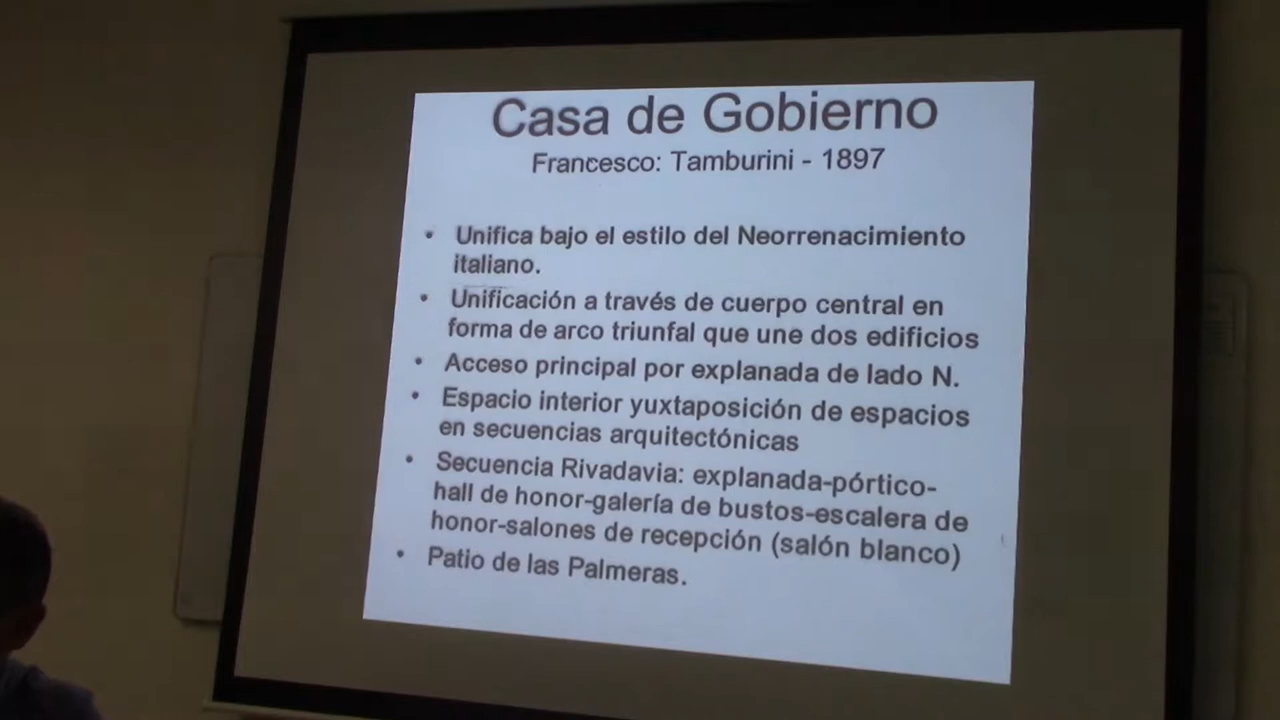 Casa de Gobierno
Francesco: Tamburini - 1897
• Unifica bajo el estilo del Neorrenacimiento
italiano.
• Unificación a través de cuerpo central en
forma de arco triunfal que une dos edificios
• Acceso principal por explanada de lado N.
• Espacio interior yuxtaposición de espacios
en secuencias arquitectónicas
• Secuencia Rivadavia: explanada-pórtico-
hall de honor-galería de bustos-escalera de
honor-salones de recepción (salón blanco)
• Patio de las Palmeras.